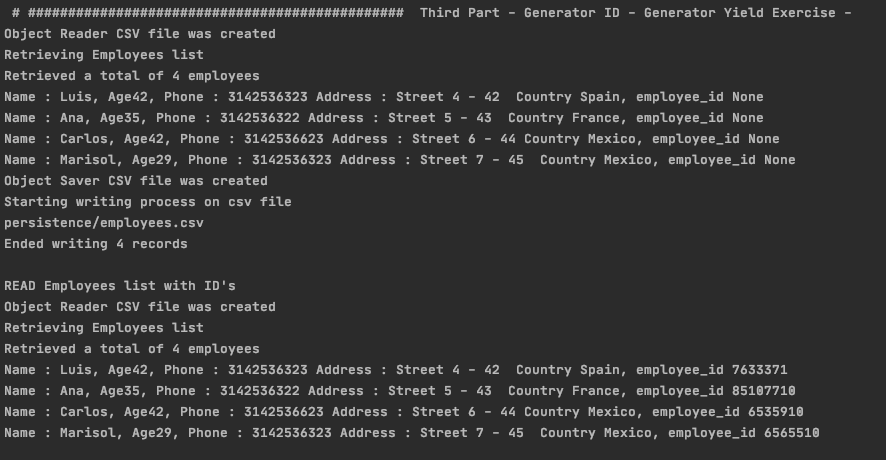 # ###############################################  Third Part - Generator ID - Generator Yield Exercise -
Object Reader CSV file was created
Retrieving Employees list
Retrieved a total of 4 employees
Name : Luis, Age42, Phone : 3142536323 Address : Street 4 - 42  Country Spain, employee_id None
Name : Ana, Age35, Phone : 3142536322 Address : Street 5 - 43  Country France, employee_id None
Name : Carlos, Age42, Phone : 3142536623 Address : Street 6 - 44 Country Mexico, employee_id None
Name : Marisol, Age29, Phone : 3142536323 Address : Street 7 - 45  Country Mexico, employee_id None
Object Saver CSV file was created
Starting writing process on csv file
persistence/employees.csv
Ended writing 4 records

READ Employees list with ID's
Object Reader CSV file was created
Retrieving Employees list
Retrieved a total of 4 employees
Name : Luis, Age42, Phone : 3142536323 Address : Street 4 - 42  Country Spain, employee_id 7633371
Name : Ana, Age35, Phone : 3142536322 Address : Street 5 - 43  Country France, employee_id 85107710
Name : Carlos, Age42, Phone : 3142536623 Address : Street 6 - 44 Country Mexico, employee_id 6535910
Name : Marisol, Age29, Phone : 3142536323 Address : Street 7 - 45  Country Mexico, employee_id 6565510